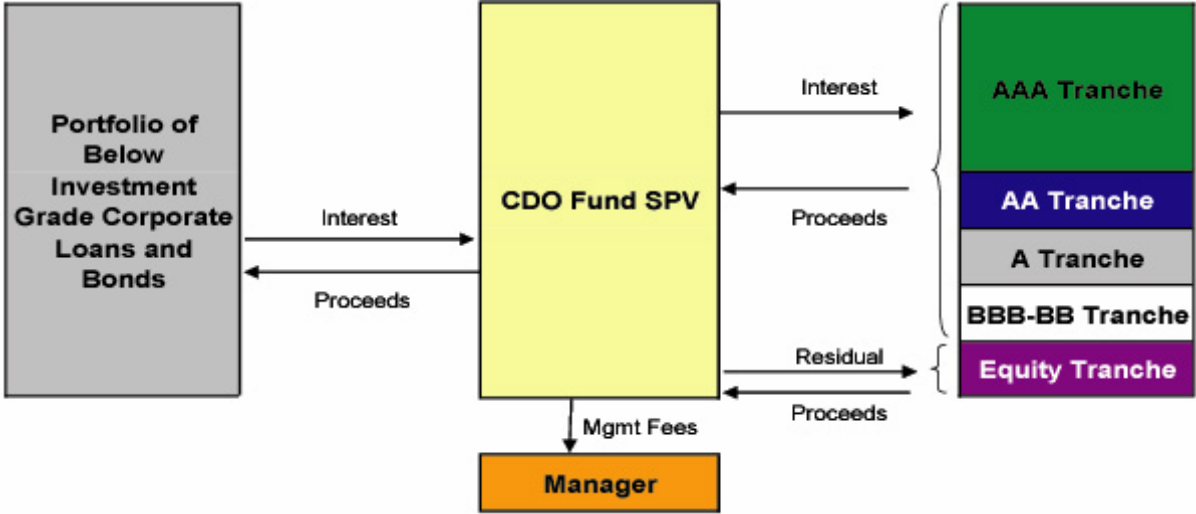 Portfolio of
Below
Investment
Grade Corporate
Loans and
Bonds
Interest
Proceeds
CDO Fund SPV
Interest
Proceeds
Residual
Proceeds
Mgmt Fees
Manager
AAA Tranche
AA Tranche
A Tranche
BBB-BB Tranche
Equity Tranche